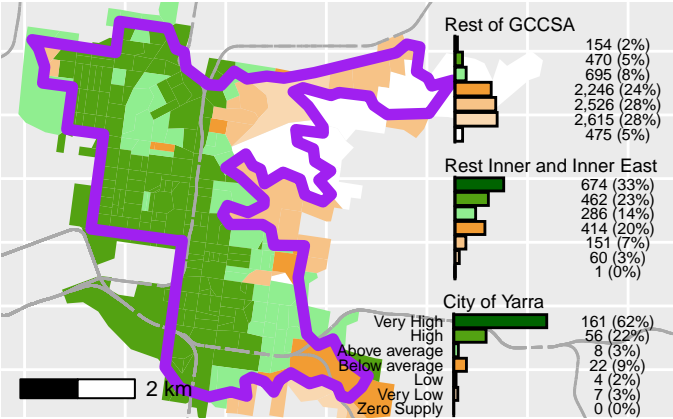 Rest of GCCSA
154 (2%)
470 (5%)
695 (8%)
2,246 (24%)
2,526 (28%)
2,615 (28%)
475 (5%)
Rest Inner and Inner East
674 (33%)
462 (23%)
286 (14%)
414 (20%)
151 (7%)
60 (3%)
1 (0%)
City of Yarra
Very High 161 (62%)
High 56 (22%)
Above average 8 (3%)
Below average 22 (9%)
Low 4 (2%)
Very Low 7 (3%)
Zero Supply 0 (0%)
2 km